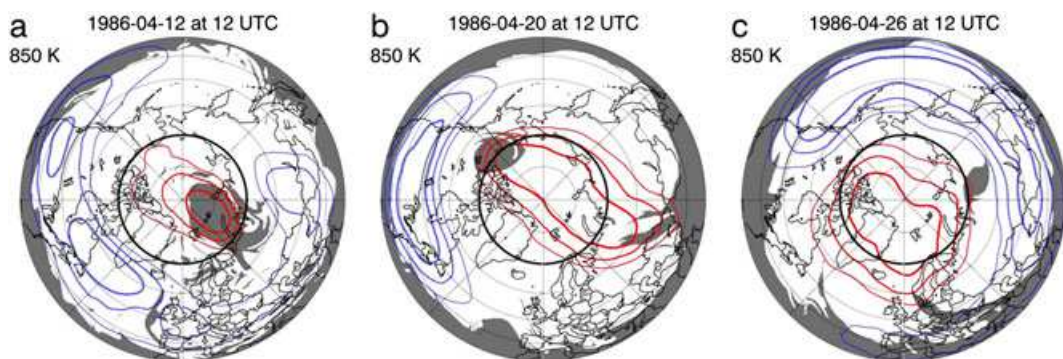 a 1986-04-12 at 12 UTC
850 K
b 1986-04-20 at 12 UTC
850 K
c 1986-04-26 at 12 UTC
850 K